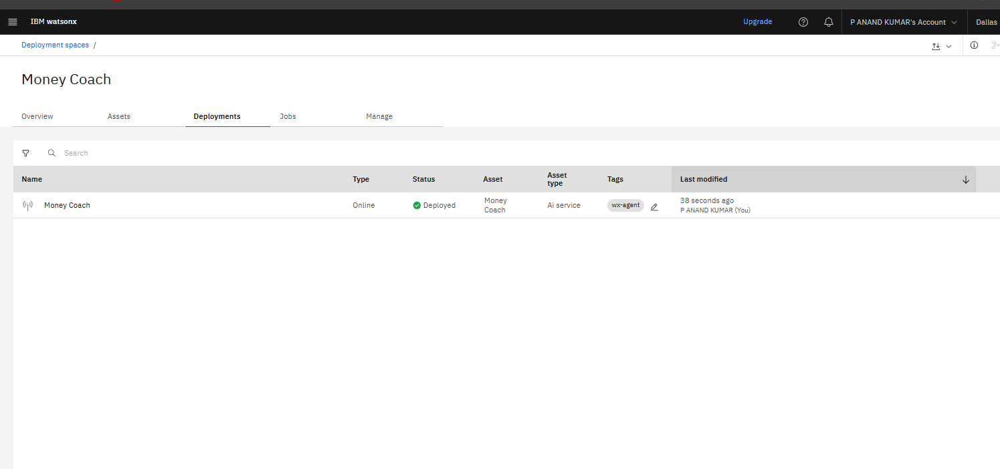 IBM watsonx
Upgrade
P ANAND KUMAR's Account
Dallas
Deployment spaces /
Money Coach
Overview
Assets
Deployments
Jobs
Manage
Search
Name
Type
Status
Asset
Asset
type
Tags
Last modified
Money Coach
Online
Deployed
Money
Coach
Ai service
wx-agent
38 seconds ago
P ANAND KUMAR (You)